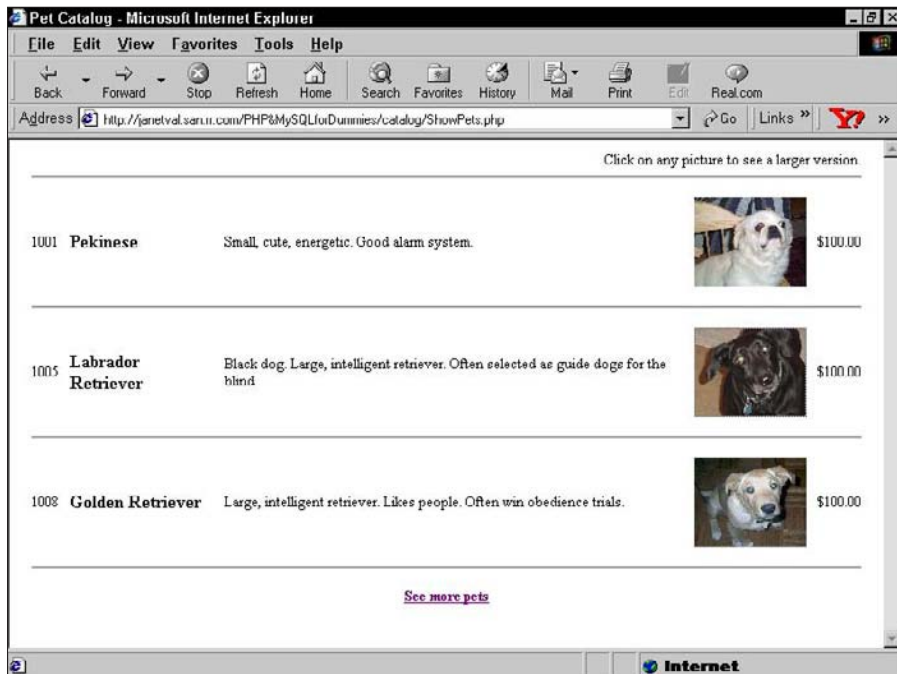 Pet Catalog - Microsoft Internet Explorer
File Edit View Favorites Tools Help
Back Forward Stop Refresh Home Search Favorites History Mail Print Edit Real.com
Address http://janetval.san.rr.com/PHP&MySQLforDummies/catalog/ShowPets.php Go Links » Y! »
Click on any picture to see a larger version.
1001 Pekinese Small, cute, energetic. Good alarm system. $100.00
Labrador
Retriever
1005 Black dog. Large, intelligent retriever. Often selected as guide dogs for the
blind $100.00
1008 Golden Retriever Large, intelligent retriever. Likes people. Often win obedience trials. $100.00
See more pets
Internet